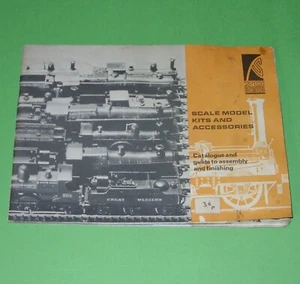 SCALE MODEL
KITS AND
ACCESSORIES
Catalogue and
guide to assembly
and finishing
GREAT WESTERN